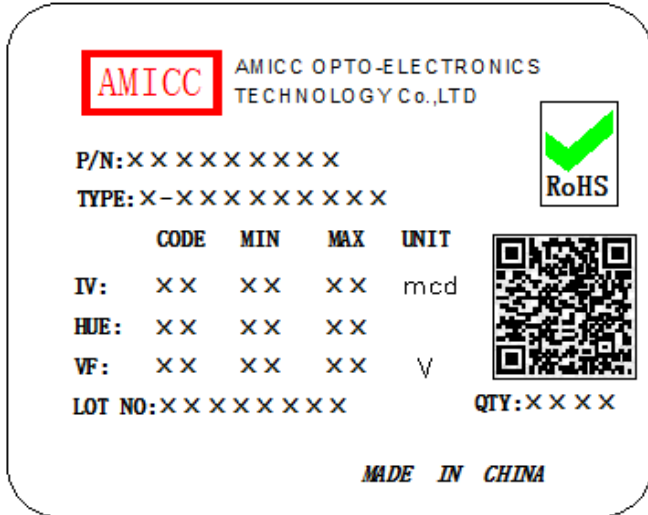 AMICC
AMICC OPTO-ELECTRONICS
TECHNOLOGY Co.,LTD
RoHS
P/N:×××××××××
TYPE:×-×××××××××
CODE MIN MAX UNIT
IV: ×× ×× ×× mcd
HUE: ×× ×× ××
VF: ×× ×× ×× V
LOT NO:××××××××
QTY:××××
MADE IN CHINA